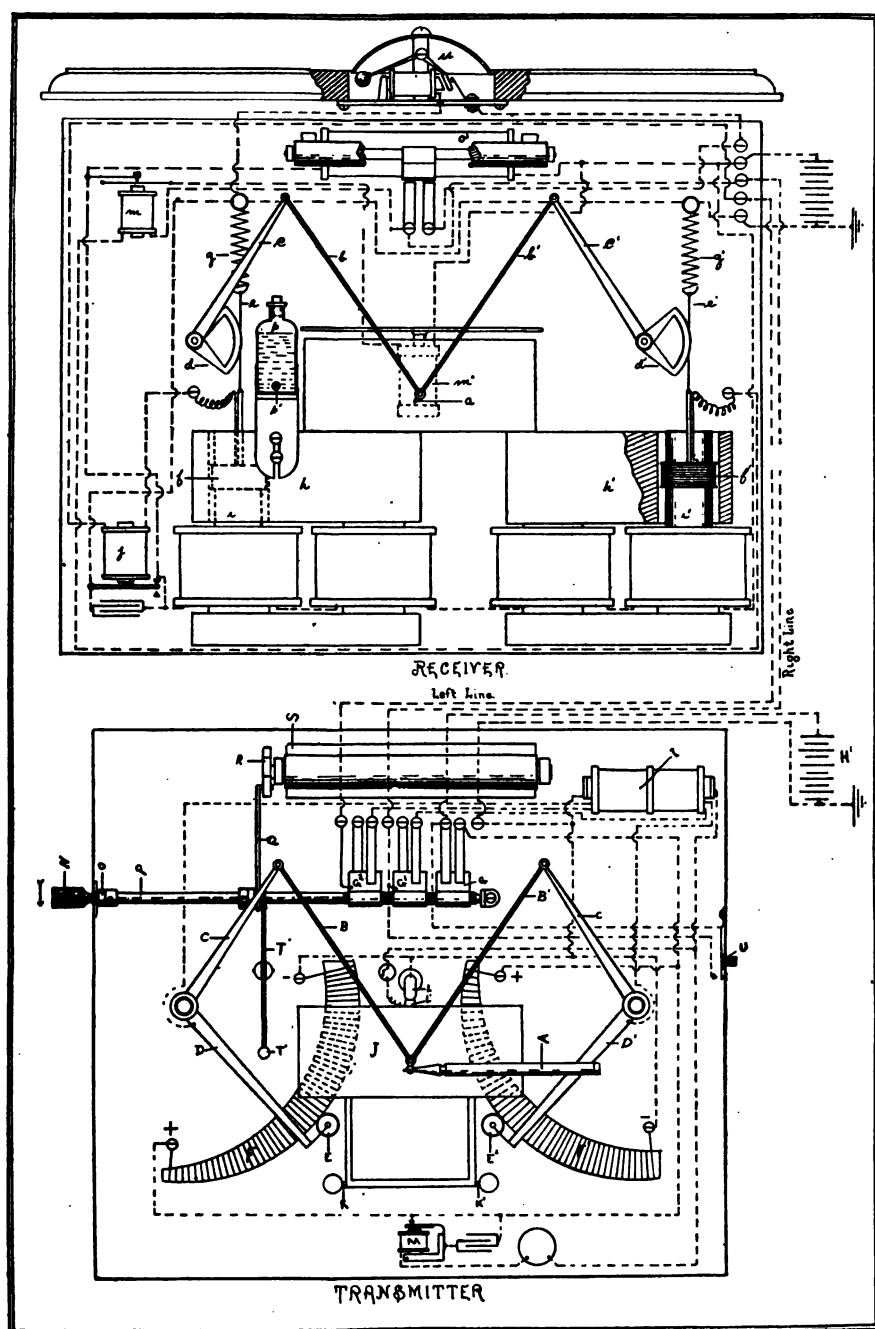 u
a'
m
g
e
b
b'
e'
g'
e
e'
d
p
m'
a
d'
p'
f
h
h'
f'
i
i'
j
RECEIVER
Left Line
Right Line
S
R
I
H'
Q
N
O
P
G
C
B
B'
C
T'
- +
U
D
J
A
D'
T
+
-
E
E'
K
K'
M
TRANSMITTER